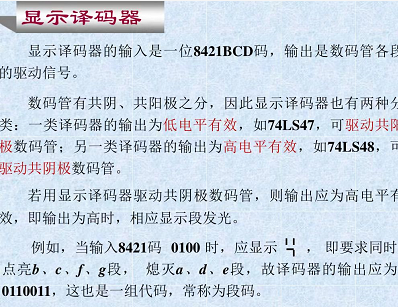 显示译码器
显示译码器的输入是一位8421BCD码，输出是数码管各段
的驱动信号。
数码管有共阴、共阳极之分，因此显示译码器也有两种分
类：一类译码器的输出为低电平有效，如74LS47，可驱动共阳
极数码管；另一类译码器的输出为高电平有效，如74LS48，可
驱动共阴极数码管。
若用显示译码器驱动共阴极数码管，则输出应为高电平有
效，即输出为高时，相应显示段发光。
例如，当输入8421码 0100 时，应显示 ， 即要求同时
点亮b、c、f、g段， 熄灭a、d、e段，故译码器的输出应为
0110011，这也是一组代码，常称为段码。